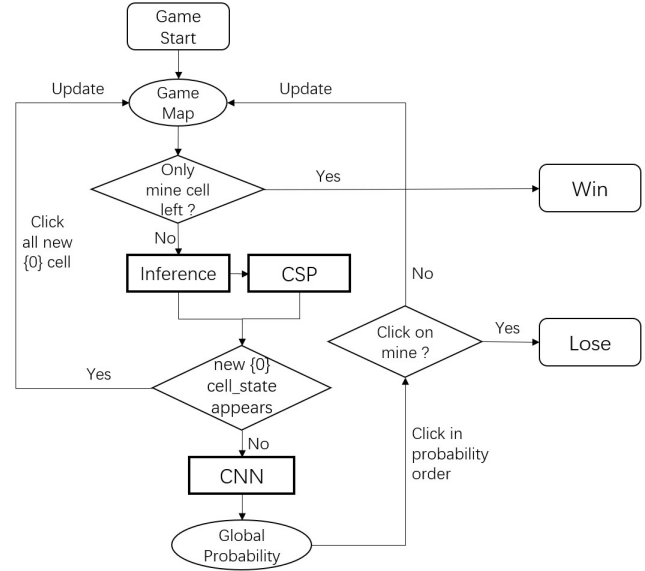 Game
Start
Update
Game
Map
Update
Only
mine cell
left ?
Yes
Win
Click
all new
{0} cell
No
Inference
CSP
No
Click on
mine ?
Yes
Lose
Yes
new {0}
cell_state
appears
No
Click in
probability
order
CNN
Global
Probability